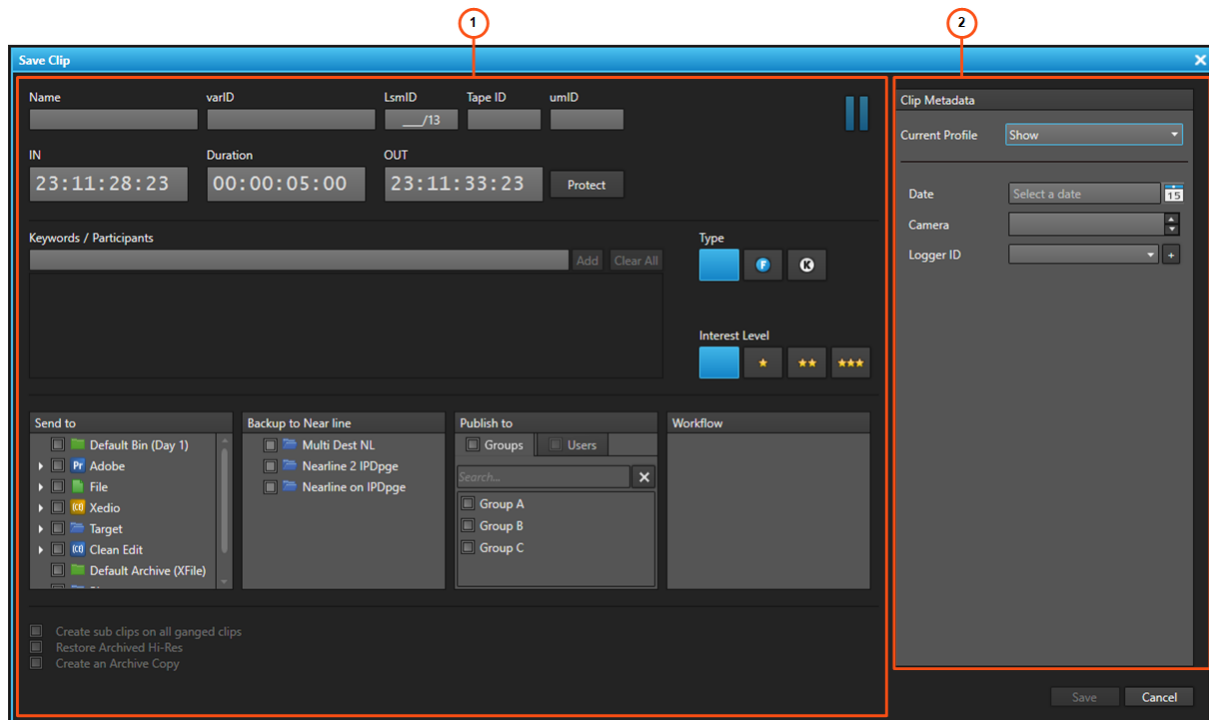 1
2
Save Clip
Name varID LsmID Tape ID umID
___/13
IN Duration OUT
23:11:28:23 00:00:05:00 23:11:33:23 Protect
Keywords / Participants
Add Clear All
Type
F K
Interest Level
Send to
Default Bin (Day 1)
Pr Adobe
File
Xedio
Target
Clean Edit
Default Archive (XFile)
Backup to Near line
Multi Dest NL
Nearline 2 IPDpge
Nearline on IPDpge
Publish to
Groups Users
Search...
Group A
Group B
Group C
Workflow
Create sub clips on all ganged clips
Restore Archived Hi-Res
Create an Archive Copy
Clip Metadata
Current Profile Show
Date Select a date 15
Camera
Logger ID +
Save Cancel